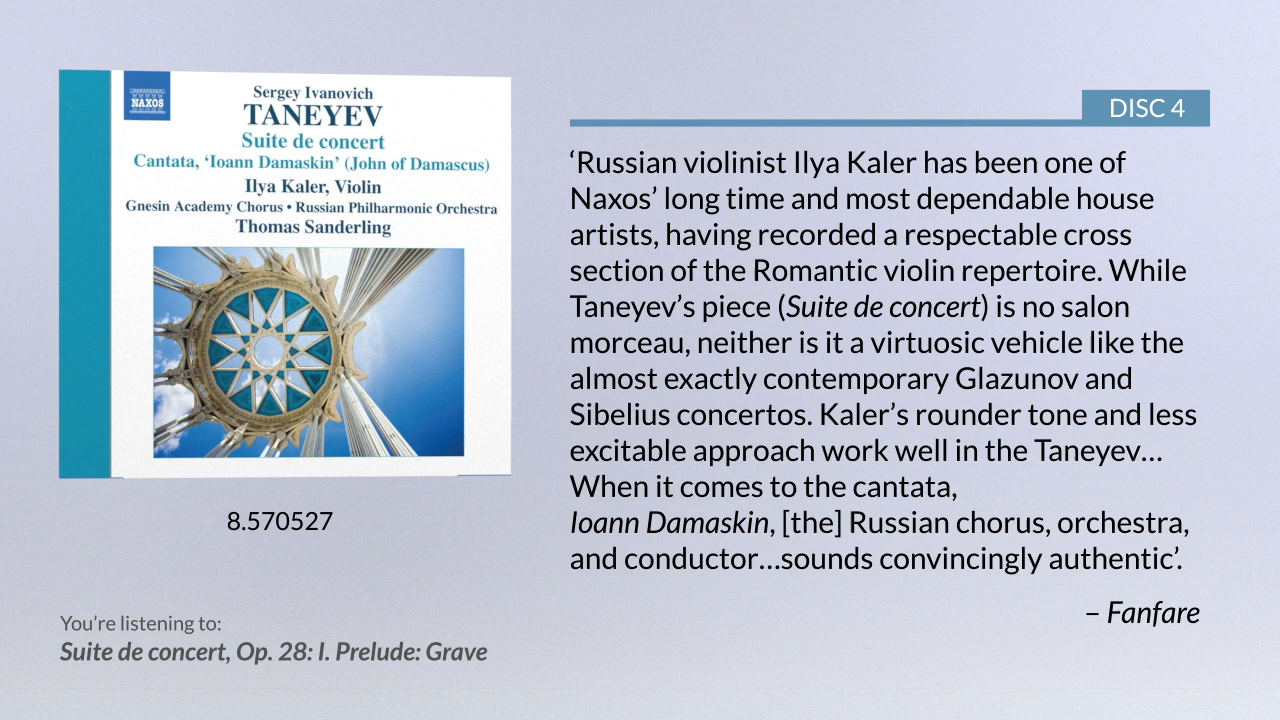 NAXOS
Sergey Ivanovich
TANEYEV
Suite de concert
Cantata, ‘Ioann Damaskin’ (John of Damascus)
Ilya Kaler, Violin
Gnesin Academy Chorus • Russian Philharmonic Orchestra
Thomas Sanderling
8.570527
You’re listening to:
Suite de concert, Op. 28: I. Prelude: Grave
DISC 4
‘Russian violinist Ilya Kaler has been one of
Naxos’ long time and most dependable house
artists, having recorded a respectable cross
section of the Romantic violin repertoire. While
Taneyev’s piece (Suite de concert) is no salon
morceau, neither is it a virtuosic vehicle like the
almost exactly contemporary Glazunov and
Sibelius concertos. Kaler’s rounder tone and less
excitable approach work well in the Taneyev…
When it comes to the cantata,
Ioann Damaskin, [the] Russian chorus, orchestra,
and conductor…sounds convincingly authentic’.
– Fanfare